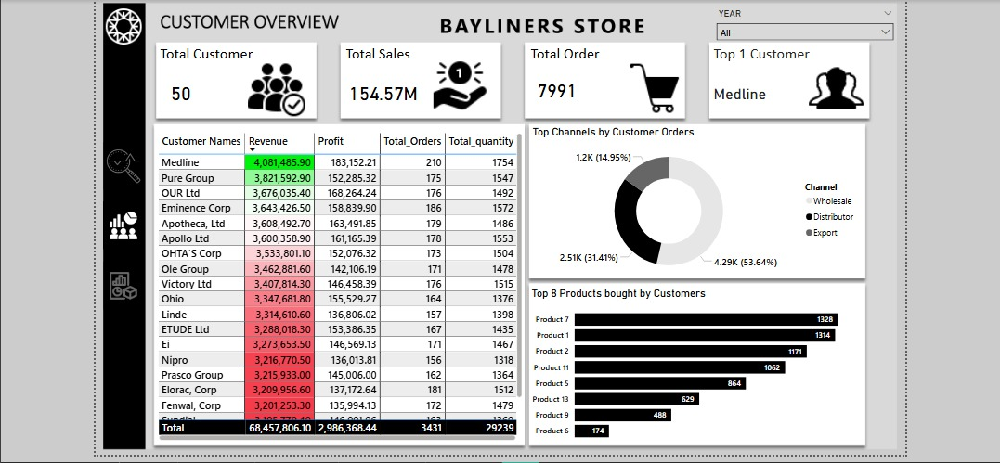 CUSTOMER OVERVIEW
BAYLINERS STORE
YEAR
All
Total Customer
50
Total Sales
154.57M
1
Total Order
7991
Top 1 Customer
Medline
Customer Names Revenue Profit Total_Orders Total_quantity
Medline 4,081,485.90 183,152.21 210 1754
Pure Group 3,821,592.90 152,285.32 175 1547
OUR Ltd 3,676,035.40 168,264.24 176 1492
Eminence Corp 3,643,426.50 158,839.90 186 1572
Apotheca, Ltd 3,608,492.70 163,491.85 179 1486
Apollo Ltd 3,600,358.90 161,165.39 178 1553
OHTA'S Corp 3,533,801.10 152,076.32 173 1504
Ole Group 3,462,881.60 142,106.19 171 1478
Victory Ltd 3,407,814.30 146,458.39 176 1515
Ohio 3,347,681.80 155,529.27 164 1376
Linde 3,314,610.60 136,806.02 157 1398
ETUDE Ltd 3,288,018.30 153,386.35 167 1435
Ei 3,273,653.50 146,569.13 171 1467
Nipro 3,216,770.50 136,013.81 156 1318
Prasco Group 3,215,933.00 145,006.00 162 1364
Elorac, Corp 3,209,956.60 137,172.64 181 1512
Fenwal, Corp 3,201,253.30 135,994.13 172 1479
Total 68,457,806.10 2,986,368.44 3431 29239
Top Channels by Customer Orders
1.2K (14.95%)
2.51K (31.41%)
4.29K (53.64%)
Channel
Wholesale
Distributor
Export
Top 8 Products bought by Customers
Product 7 1328
Product 1 1314
Product 2 1171
Product 11 1062
Product 5 864
Product 13 629
Product 9 488
Product 6 174